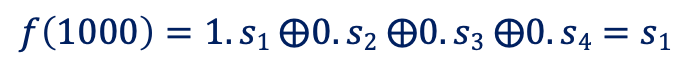 f(1000) = 1. s₁ ⊕0. s₂ ⊕0. s₃ ⊕0. s₄ = s₁